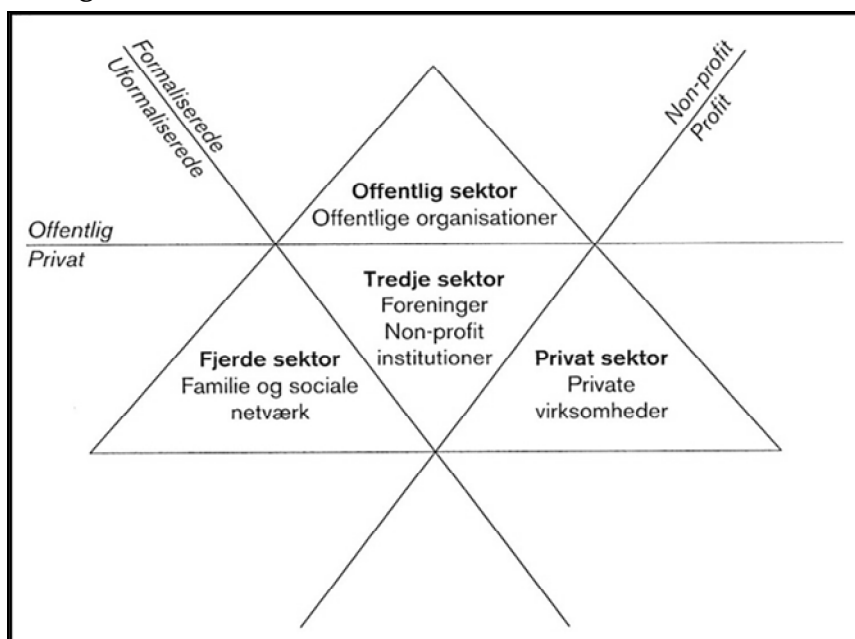 Formaliserede
Uformaliserede
Non-profit
Profit
Offentlig sektor
Offentlige organisationer
Offentlig
Privat
Tredje sektor
Foreninger
Non-profit
institutioner
Fjerde sektor
Familie og sociale
netværk
Privat sektor
Private
virksomheder